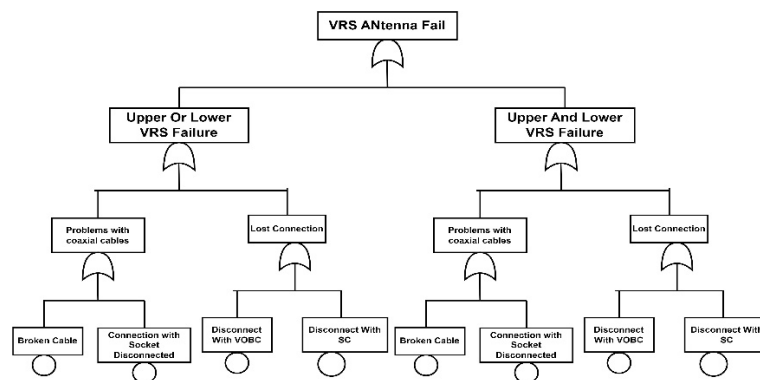 VRS ANtenna Fail
Upper Or Lower
VRS Failure
Upper And Lower
VRS Failure
Problems with
coaxial cables
Lost Connection
Problems with
coaxial cables
Lost Connection
Broken Cable
Connection with
Socket
Disconnected
Disconnect
With VOBC
Disconnect With
SC
Broken Cable
Connection with
Socket
Disconnected
Disconnect
With VOBC
Disconnect With
SC